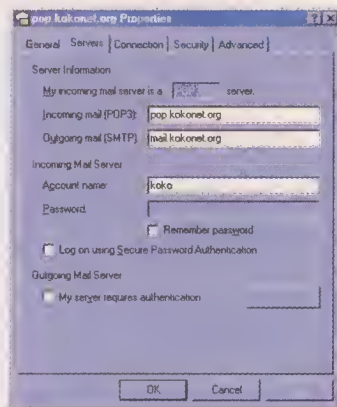 pop.kokonet.org Properties
General Servers Connection Security Advanced
Server Information
My incoming mail server is a POP3 server.
Incoming mail (POP3): pop.kokonet.org
Outgoing mail (SMTP): mail.kokonet.org
Incoming Mail Server
Account name: koko
Password:
Remember password
Log on using Secure Password Authentication
Outgoing Mail Server
My server requires authentication
OK Cancel